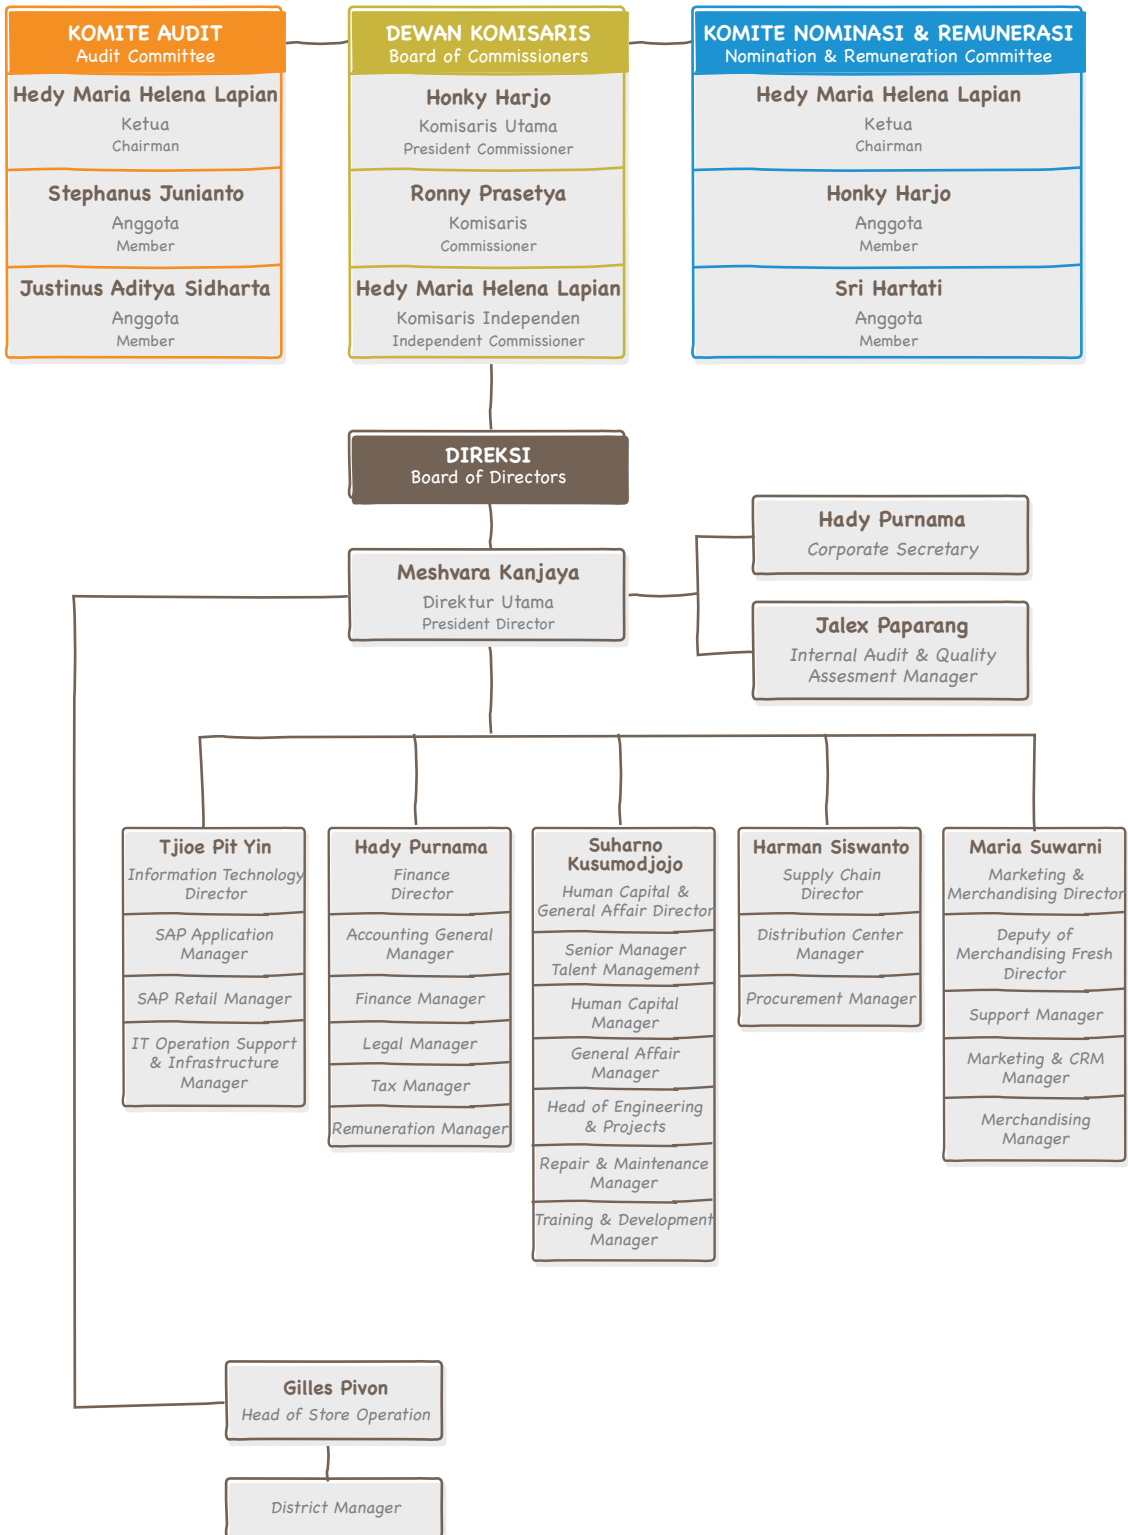 KOMITE AUDIT
Audit Committee
Hedy Maria Helena Lapian
Ketua
Chairman
Stephanus Junianto
Anggota
Member
Justinus Aditya Sidharta
Anggota
Member
DEWAN KOMISARIS
Board of Commissioners
Honky Harjo
Komisaris Utama
President Commissioner
Ronny Prasetya
Komisaris
Commissioner
Hedy Maria Helena Lapian
Komisaris Independen
Independent Commissioner
KOMITE NOMINASI & REMUNERASI
Nomination & Remuneration Committee
Hedy Maria Helena Lapian
Ketua
Chairman
Honky Harjo
Anggota
Member
Sri Hartati
Anggota
Member
DIREKSI
Board of Directors
Meshvara Kanjaya
Direktur Utama
President Director
Hady Purnama
Corporate Secretary
Jalex Paparang
Internal Audit & Quality
Assesment Manager
Tjioe Pit Yin
Information Technology
Director
SAP Application
Manager
SAP Retail Manager
IT Operation Support
& Infrastructure
Manager
Hady Purnama
Finance
Director
Accounting General
Manager
Finance Manager
Legal Manager
Tax Manager
Remuneration Manager
Suharno
Kusumodjojo
Human Capital &
General Affair Director
Senior Manager
Talent Management
Human Capital
Manager
General Affair
Manager
Head of Engineering
& Projects
Repair & Maintenance
Manager
Training & Development
Manager
Harman Siswanto
Supply Chain
Director
Distribution Center
Manager
Procurement Manager
Maria Suwarni
Marketing &
Merchandising Director
Deputy of
Merchandising Fresh
Director
Support Manager
Marketing & CRM
Manager
Merchandising
Manager
Gilles Pivon
Head of Store Operation
District Manager